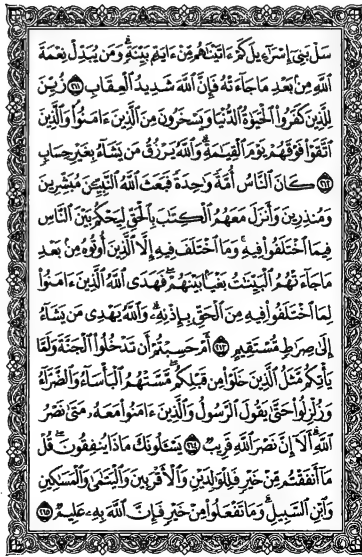 سَلْ بَنِىٓ إِسْرَٰٓءِيلَ كَمْ ءَاتَيْنَٰهُم مِّنْ ءَايَةٍۭ بَيِّنَةٍ ۗ وَمَن يُبَدِّلْ نِعْمَةَ
ٱللَّهِ مِنۢ بَعْدِ مَا جَآءَتْهُ فَإِنَّ ٱللَّهَ شَدِيدُ ٱلْعِقَابِ ٢١١ زُيِّنَ
لِلَّذِينَ كَفَرُوا۟ ٱلْحَيَوٰةُ ٱلدُّنْيَا وَيَسْخَرُونَ مِنَ ٱلَّذِينَ ءَامَنُوا۟ ۘ وَٱلَّذِينَ
ٱتَّقَوْا۟ فَوْقَهُمْ يَوْمَ ٱلْقِيَٰمَةِ ۗ وَٱللَّهُ يَرْزُقُ مَن يَشَآءُ بِغَيْرِ حِسَابٍ
٢١٢ كَانَ ٱلنَّاسُ أُمَّةً وَٰحِدَةً فَبَعَثَ ٱللَّهُ ٱلنَّبِيِّـۧنَ مُبَشِّرِينَ
وَمُنذِرِينَ وَأَنزَلَ مَعَهُمُ ٱلْكِتَٰبَ بِٱلْحَقِّ لِيَحْكُمَ بَيْنَ ٱلنَّاسِ
فِيمَا ٱخْتَلَفُوا۟ فِيهِ ۚ وَمَا ٱخْتَلَفَ فِيهِ إِلَّا ٱلَّذِينَ أُوتُوهُ مِنۢ بَعْدِ
مَا جَآءَتْهُمُ ٱلْبَيِّنَٰتُ بَغْيًۢا بَيْنَهُمْ ۖ فَهَدَى ٱللَّهُ ٱلَّذِينَ ءَامَنُوا۟
لِمَا ٱخْتَلَفُوا۟ فِيهِ مِنَ ٱلْحَقِّ بِإِذْنِهِۦ ۗ وَٱللَّهُ يَهْدِى مَن يَشَآءُ
إِلَىٰ صِرَٰطٍ مُّسْتَقِيمٍ ٢١٣ أَمْ حَسِبْتُمْ أَن تَدْخُلُوا۟ ٱلْجَنَّةَ وَلَمَّا
يَأْتِكُم مَّثَلُ ٱلَّذِينَ خَلَوْا۟ مِن قَبْلِكُم ۖ مَّسَّتْهُمُ ٱلْبَأْسَآءُ وَٱلضَّرَّآءُ
وَزُلْزِلُوا۟ حَتَّىٰ يَقُولَ ٱلرَّسُولُ وَٱلَّذِينَ ءَامَنُوا۟ مَعَهُۥ مَتَىٰ نَصْرُ
ٱللَّهِ ۗ أَلَآ إِنَّ نَصْرَ ٱللَّهِ قَرِيبٌ ٢١٤ يَسْـَٔلُونَكَ مَاذَا يُنفِقُونَ ۖ قُلْ
مَآ أَنفَقْتُم مِّنْ خَيْرٍ فَلِلْوَٰلِدَيْنِ وَٱلْأَقْرَبِينَ وَٱلْيَتَٰمَىٰ وَٱلْمَسَٰكِينِ
وَٱبْنِ ٱلسَّبِيلِ ۗ وَمَا تَفْعَلُوا۟ مِنْ خَيْرٍ فَإِنَّ ٱللَّهَ بِهِۦ عَلِيمٌ ٢١٥